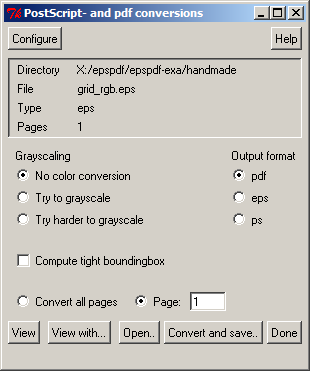 PostScript- and pdf conversions
Configure Help
Directory X:/epspdf/epspdf-exa/handmade
File grid_rgb.eps
Type eps
Pages 1
Grayscaling Output format
No color conversion pdf
Try to grayscale eps
Try harder to grayscale ps
Compute tight boundingbox
Convert all pages Page: 1
View View with... Open.. Convert and save.. Done